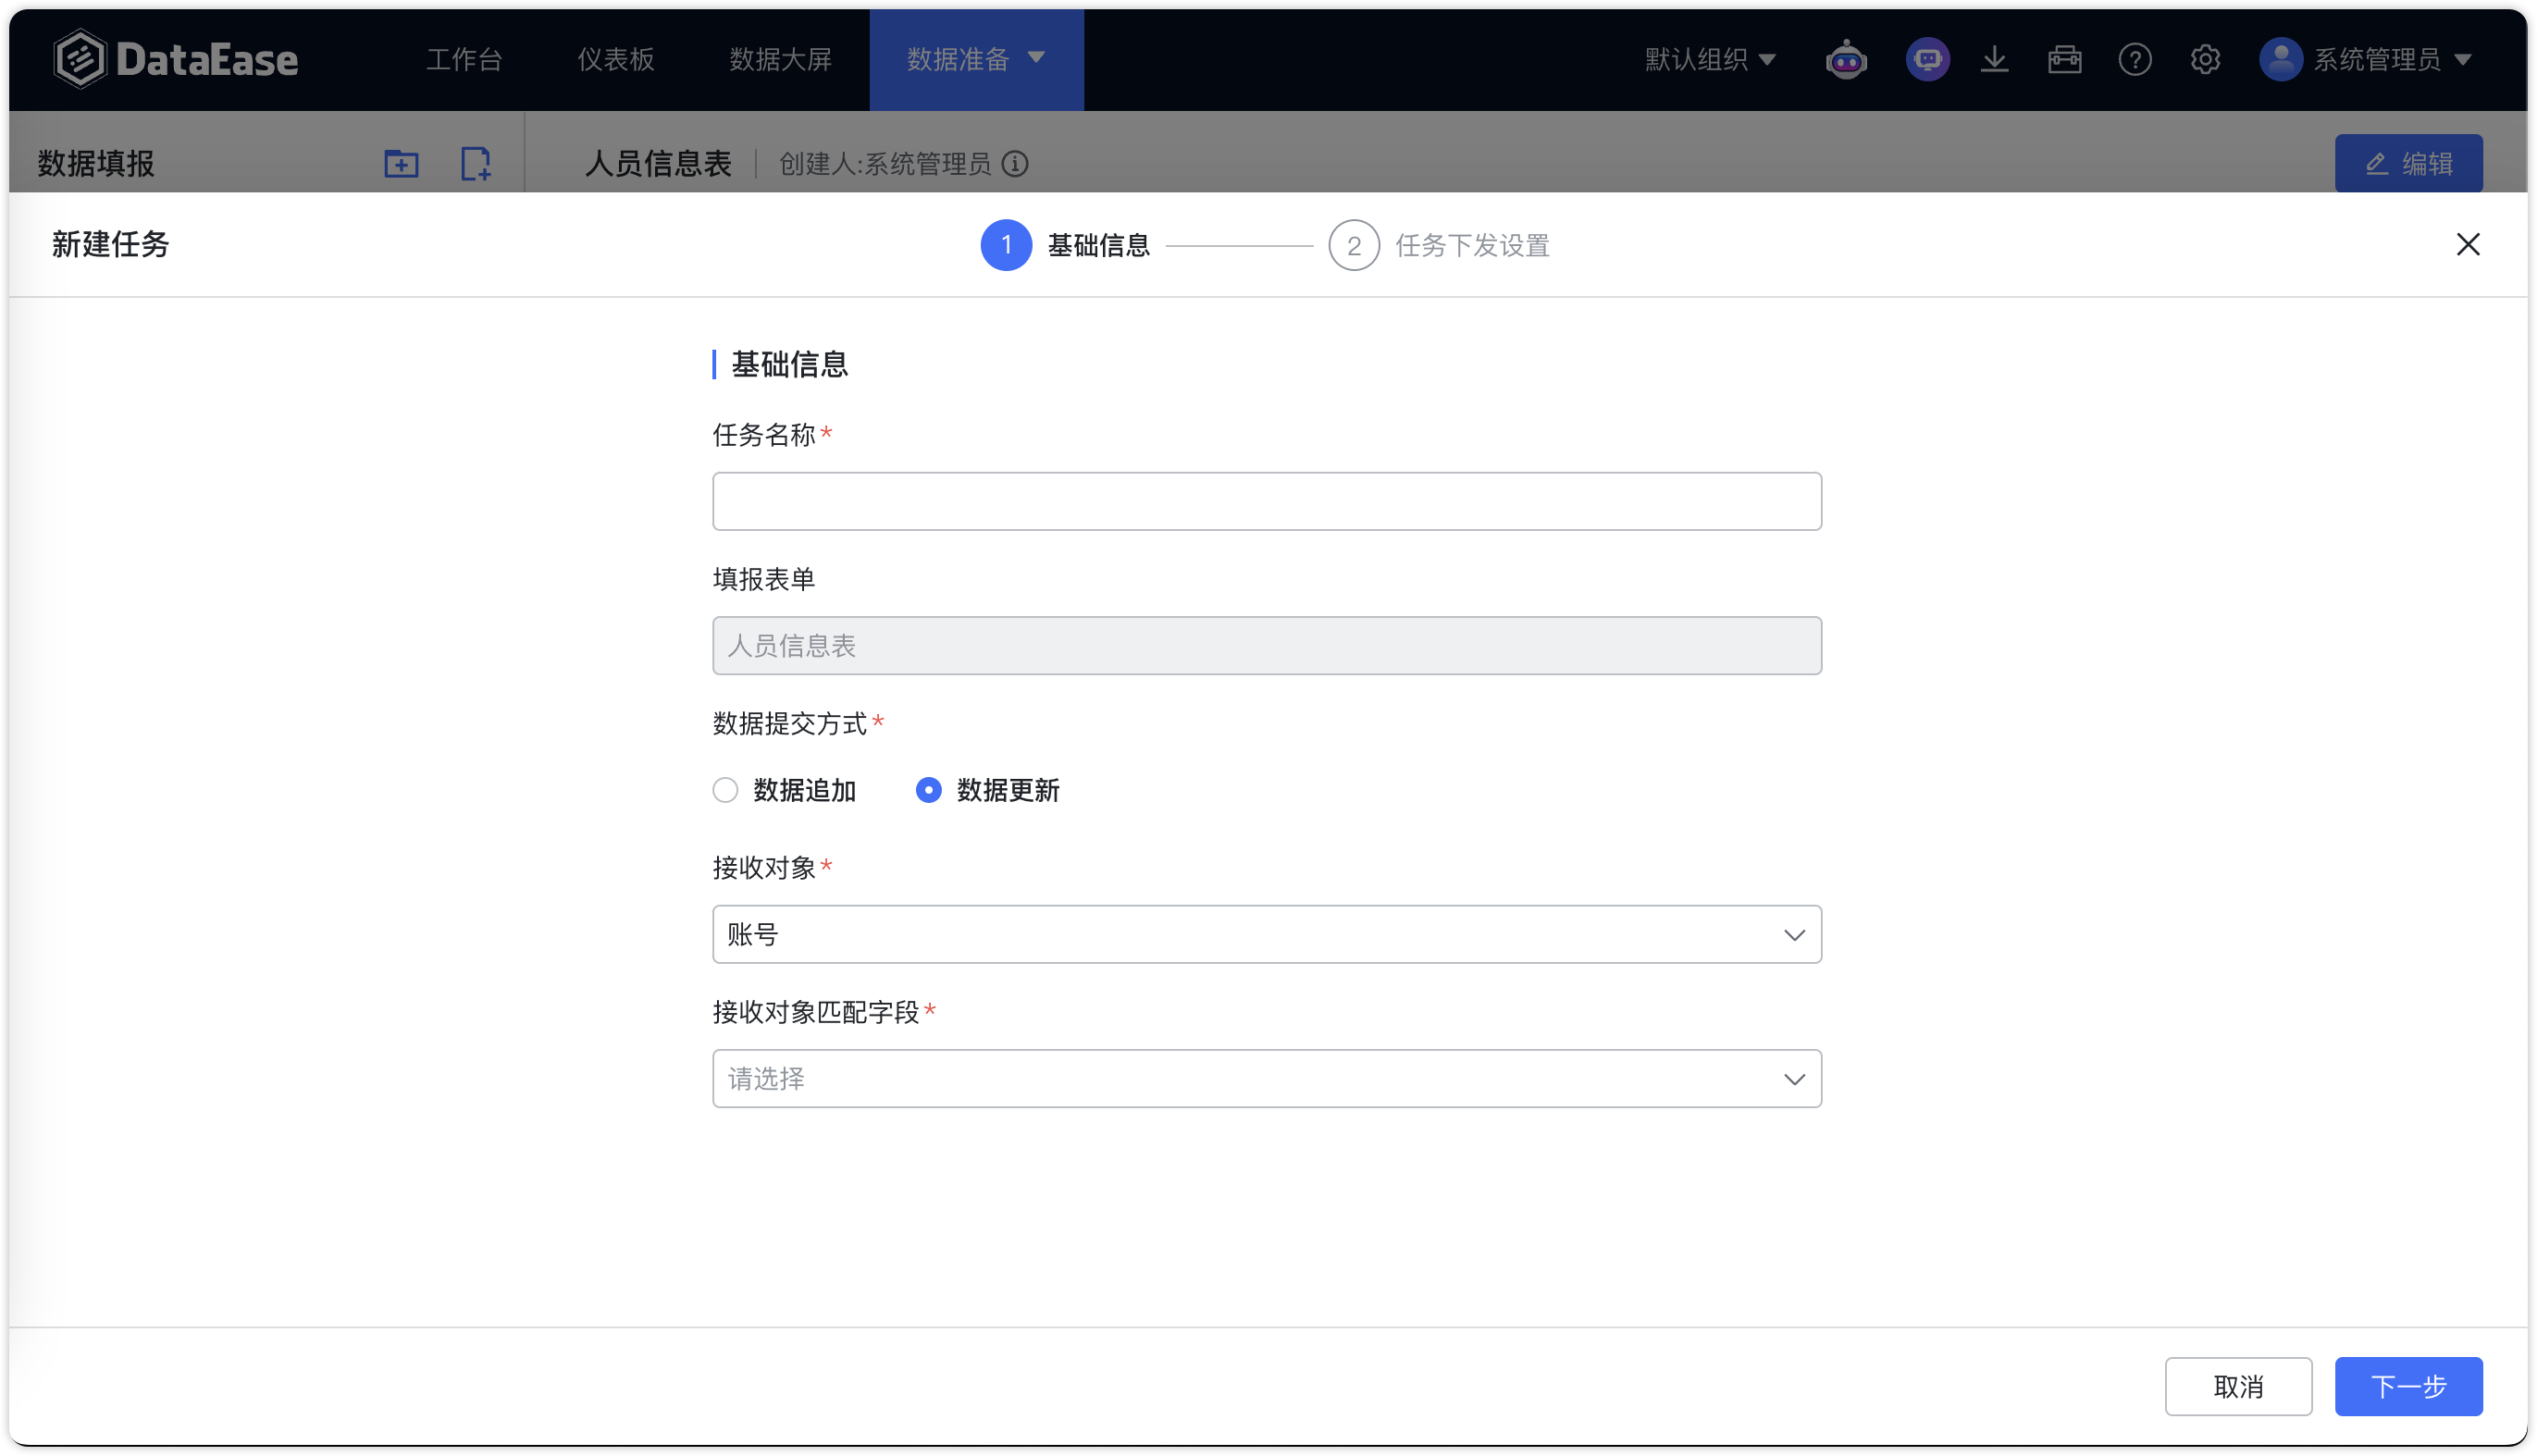 DataEase 工作台 仪表板 数据大屏 数据准备 默认组织 系统管理员
数据填报 人员信息表 创建人:系统管理员 编辑
新建任务 1 基础信息 2 任务下发设置
基础信息
任务名称*
填报表单
人员信息表
数据提交方式*
数据追加 数据更新
接收对象*
账号
接收对象匹配字段*
请选择
取消 下一步